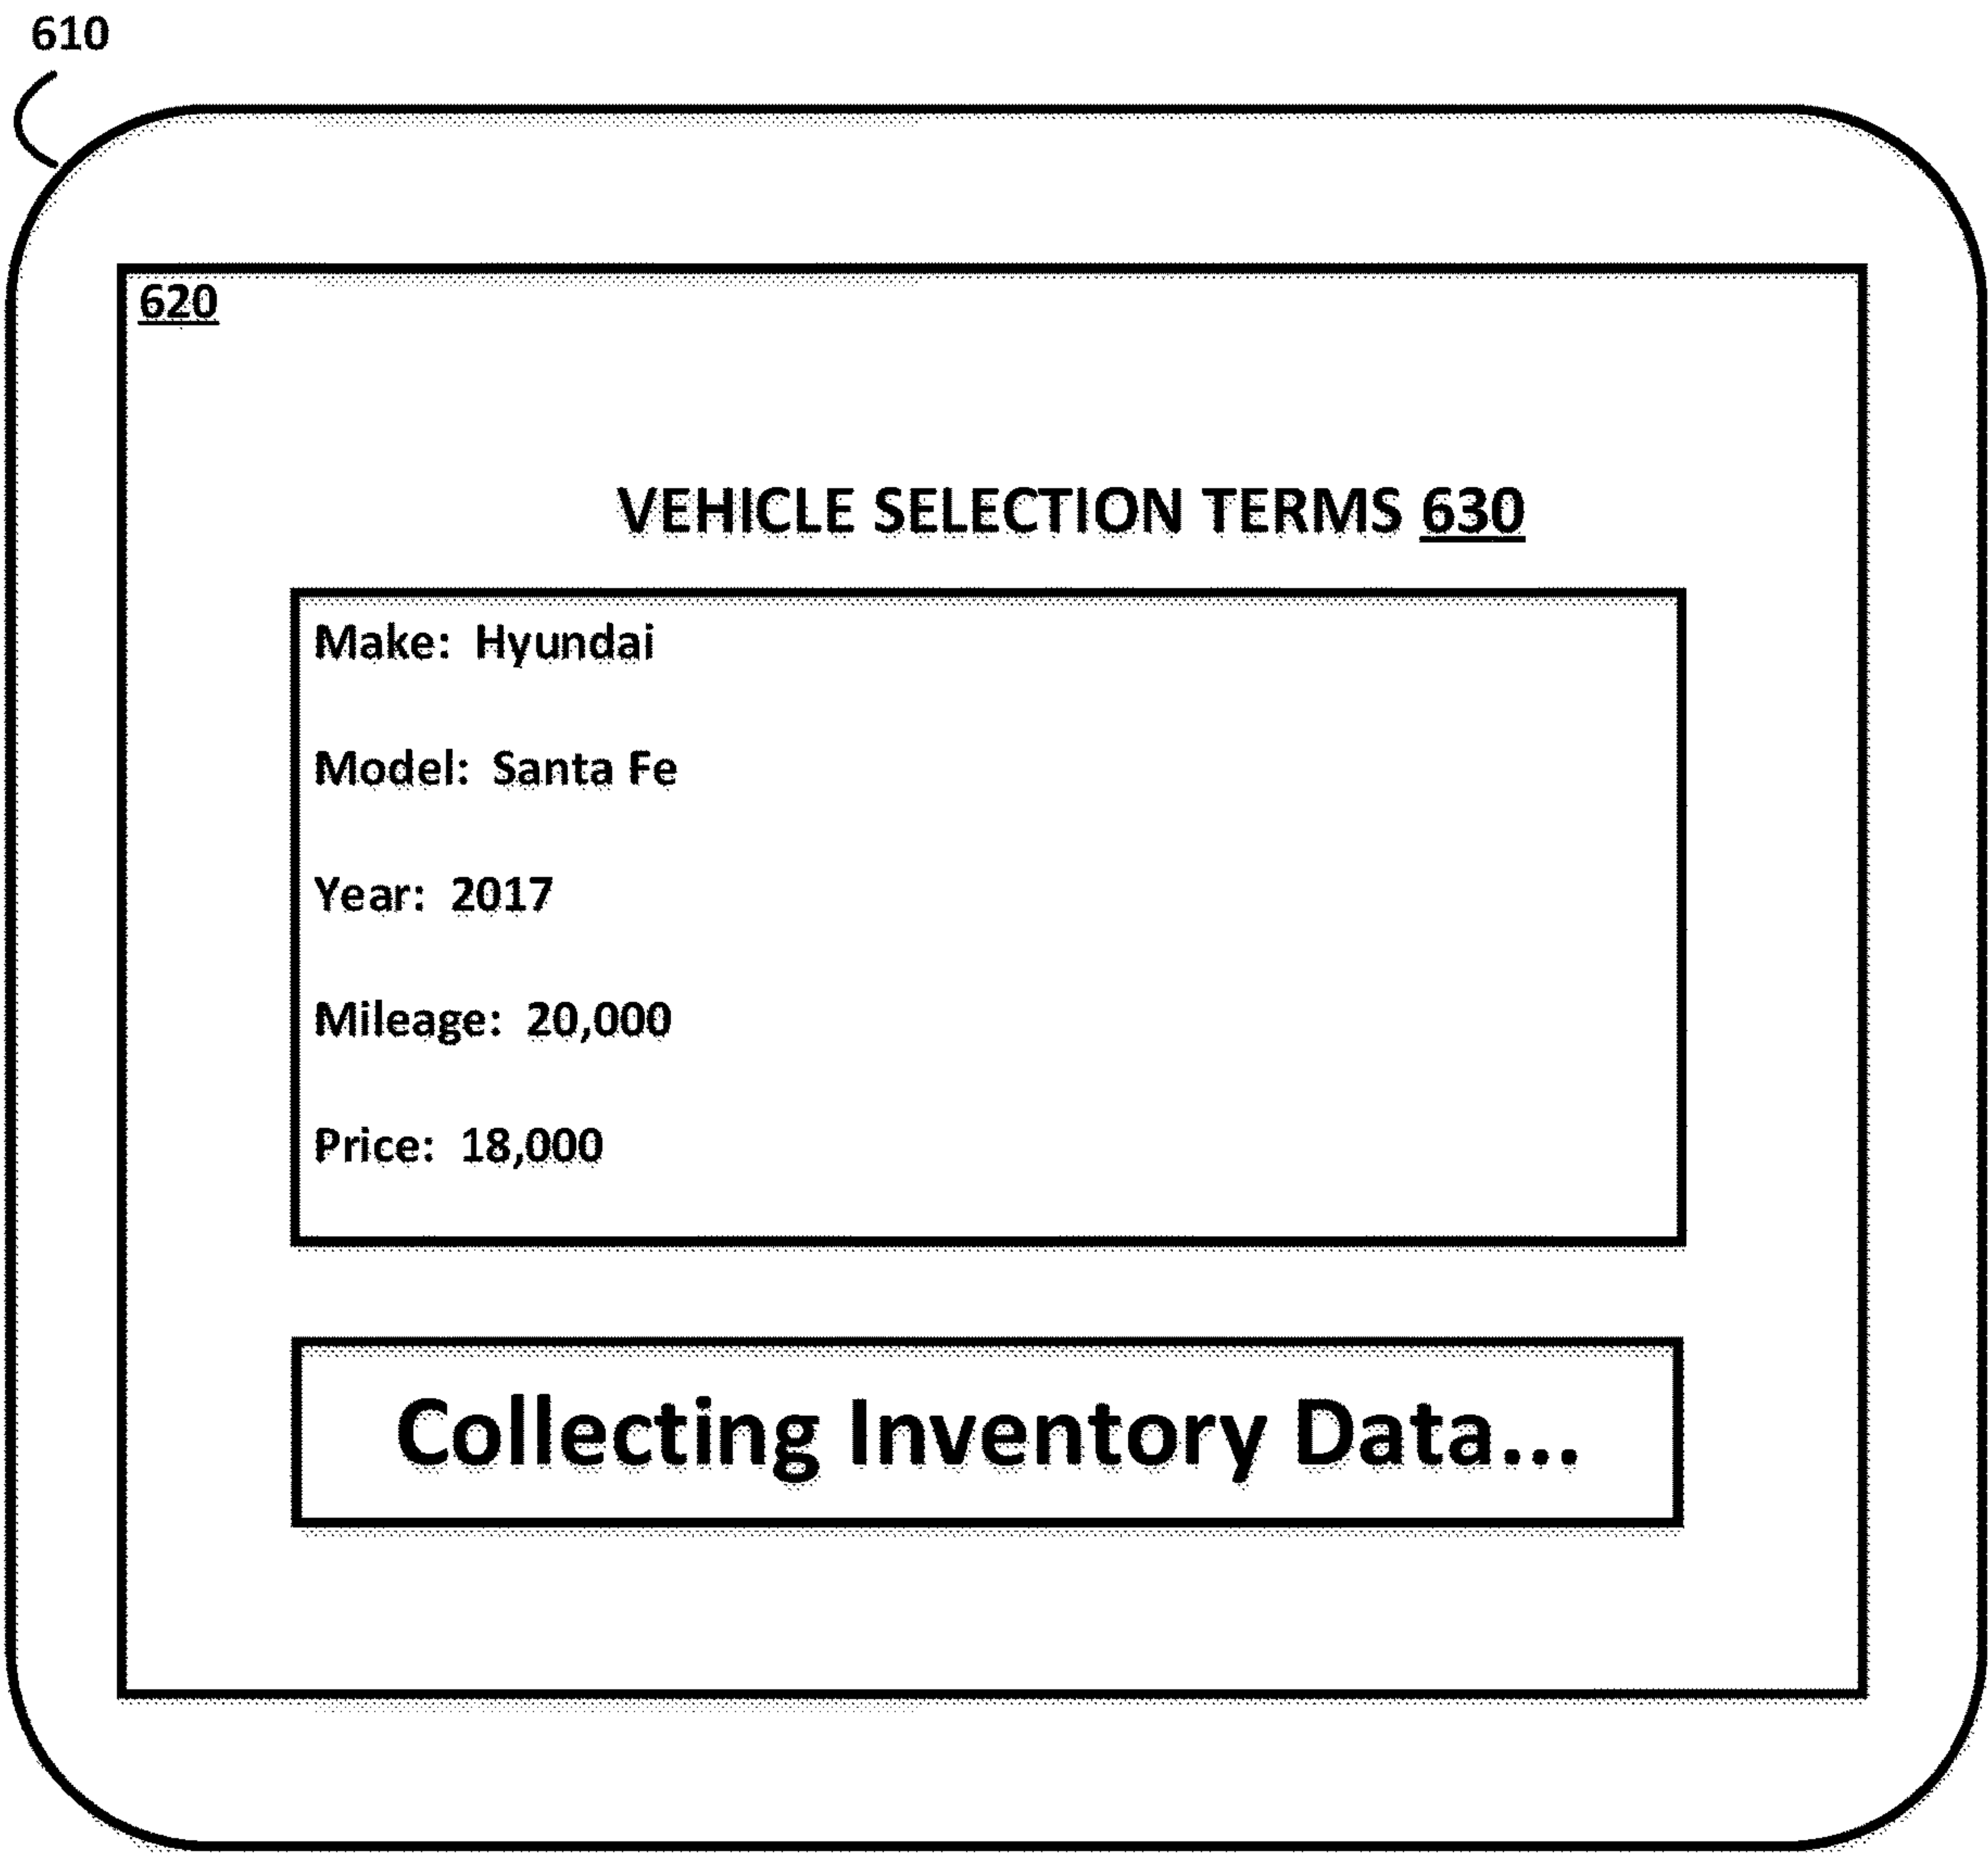 610
620
VEHICLE SELECTION TERMS 630
Make: Hyundai
Model: Santa Fe
Year: 2017
Mileage: 20,000
Price: 18,000
Collecting Inventory Data...